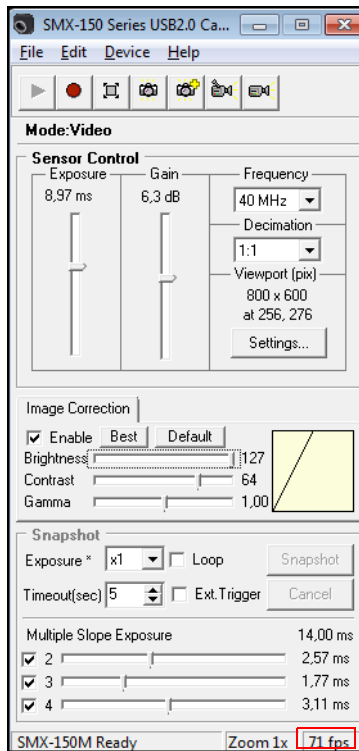 SMX-150 Series USB2.0 Ca...
File Edit Device Help
Mode:Video
Sensor Control
Exposure Gain Frequency
8,97 ms 6,3 dB
40 MHz
Decimation
1:1
Viewport (pix)
800 x 600
at 256, 276
Settings...
Image Correction
Enable Best Default
Brightness 127
Contrast 64
Gamma 1,00
Snapshot
Exposure * x1 Loop Snapshot
Timeout(sec) 5 Ext.Trigger Cancel
Multiple Slope Exposure 14,00 ms
2 2,57 ms
3 1,77 ms
4 3,11 ms
SMX-150M Ready Zoom 1x 71 fps